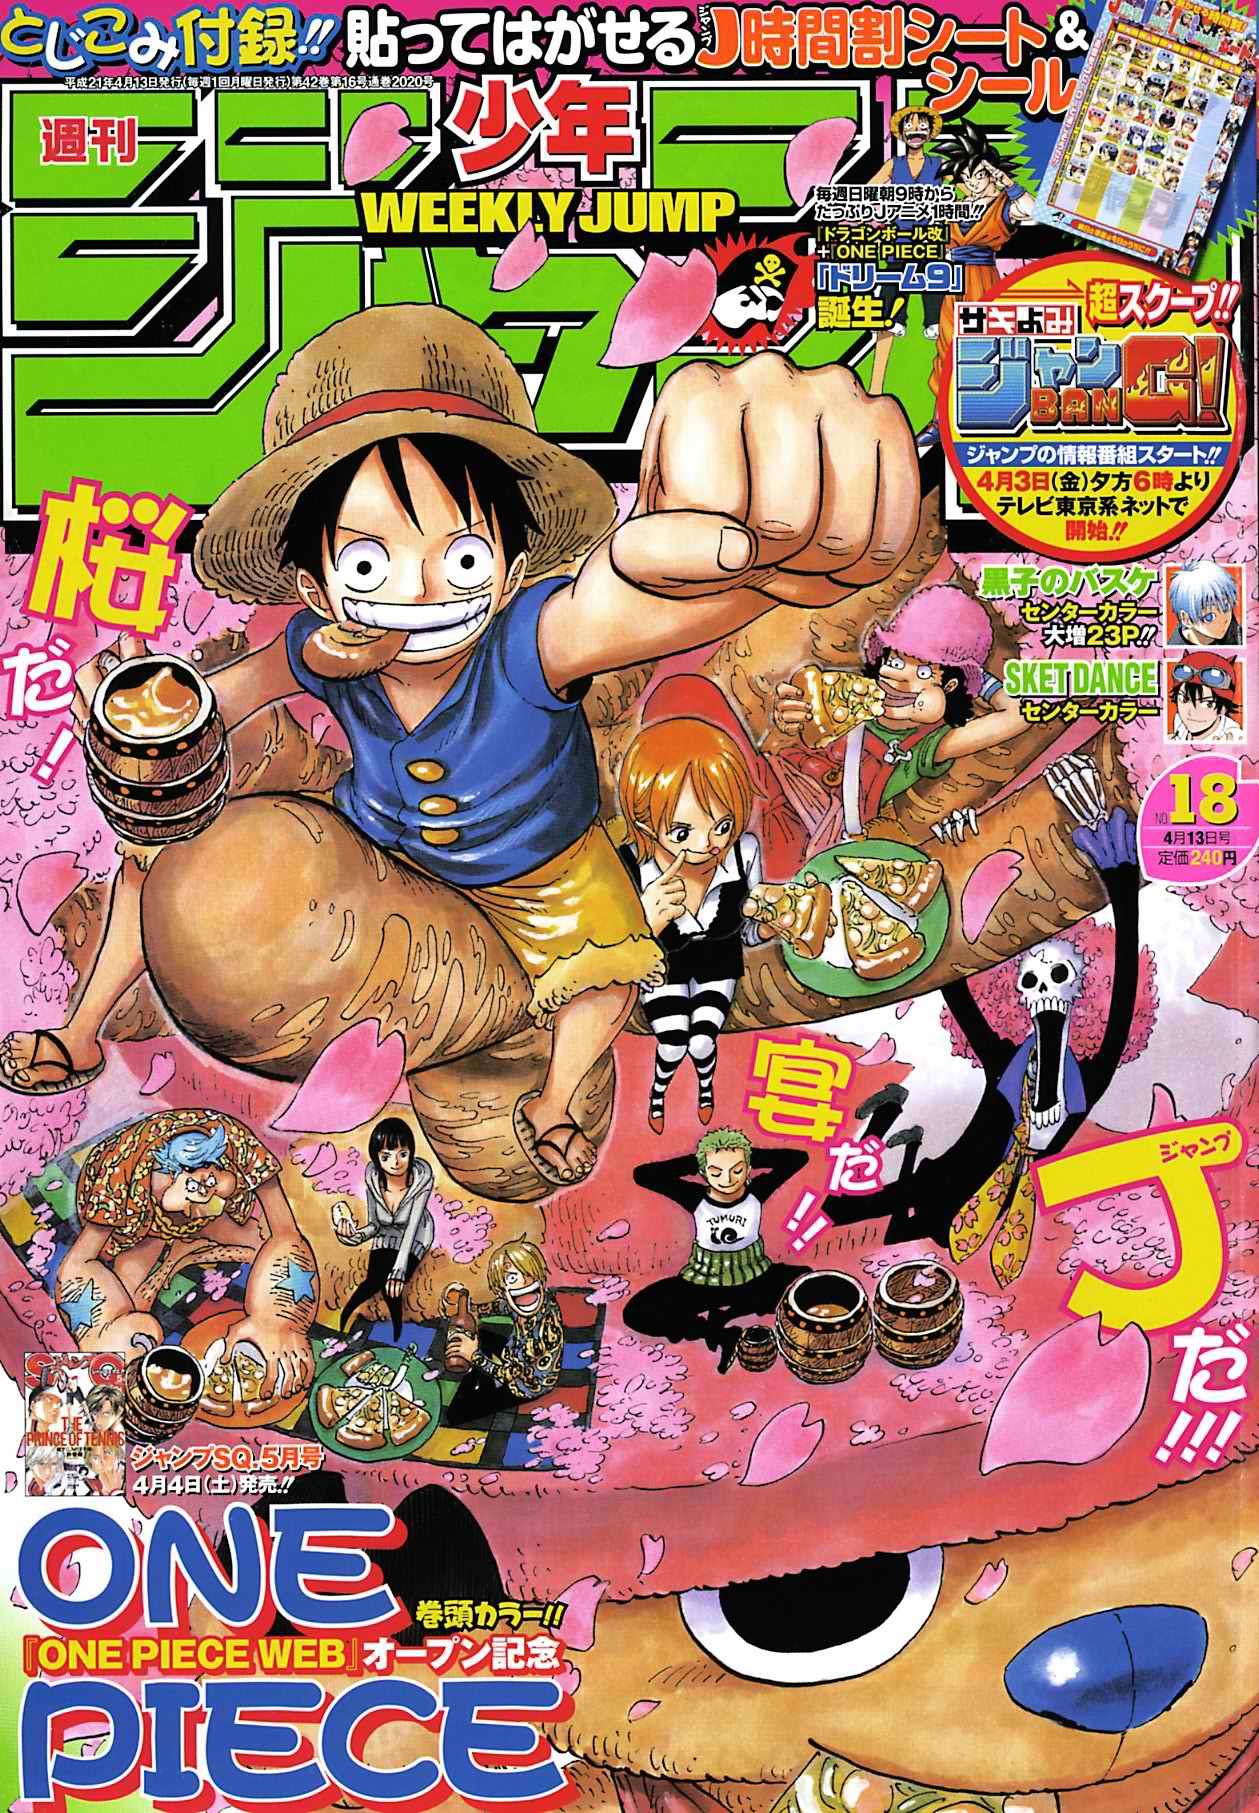 とじこみ付録!! 貼ってはがせるJ時間割シート&シール
ジャンプ
平成21年4月13日発行(毎週1回月曜日発行)第42巻第16号通巻2020号
週刊
少年
ジャンプ
WEEKLY JUMP
毎週日曜朝9時から
たっぷりJアニメ1時間!!
『ドラゴンボール改』
+『ONE PIECE』
「ドリーム9」
誕生!
超スクープ!!
サキよみ
ジャンBANG!
ジャンプの情報番組スタート!!
4月3日(金)夕方6時より
テレビ東京系ネットで
開始!!
黒子のバスケ
センターカラー
大増23P!!
SKET DANCE
センターカラー
NO.18
4月13日号
定価240円
桜だ!
宴だ!!
Jだ!!!
ジャンプ
TUMURI
SQ
THE
PRINCE OF TENNIS
ジャンプSQ.5月号
4月4日(土)発売!!
ONE
巻頭カラー!!
『ONE PIECE WEB』オープン記念
PIECE